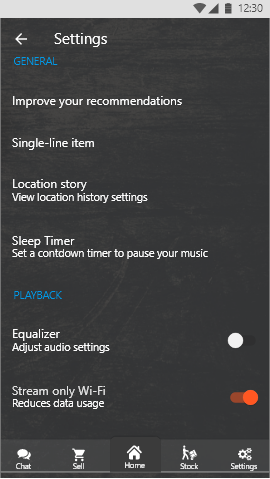 12:30
Settings
GENERAL
Improve your recommendations
Single-line item
Location story
View location history settings
Sleep Timer
Set a contdown timer to pause your music
PLAYBACK
Equalizer
Adjust audio settings
Stream only Wi-Fi
Reduces data usage
Chat Sell Home Stock Settings